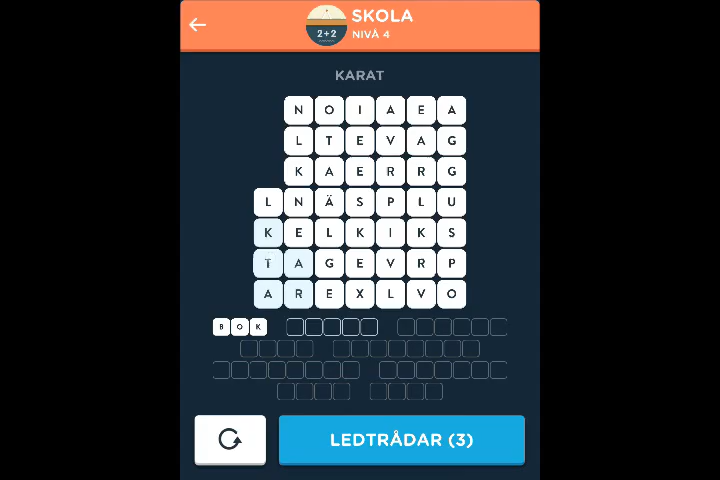 SKOLA
2+2
NIVÅ 4
KARAT
N O I A E A
L T E V A G
K A E R R G
L N Ä S P L U
K E L K I K S
T A G E V R P
A R E X L V O
B O K
LEDTRÅDAR (3)